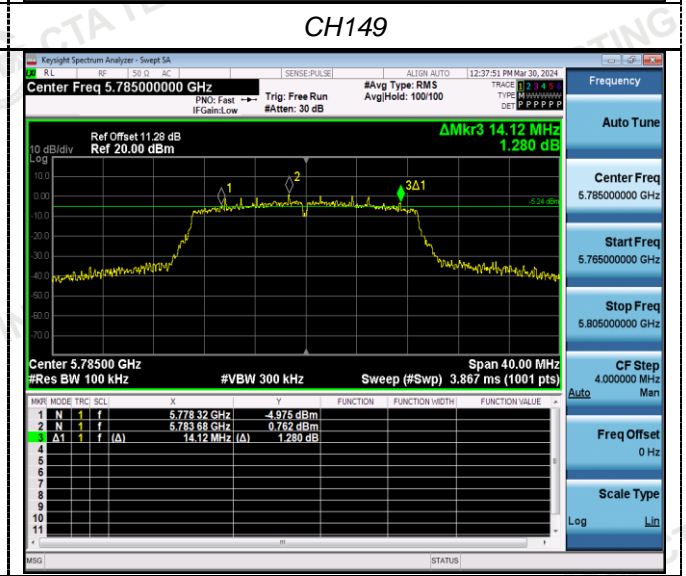 CH149
Keysight Spectrum Analyzer - Swept SA
RL RF 50 Ω AC SENSE:PULSE ALIGN AUTO 12:37:51 PM Mar 30, 2024
Center Freq 5.785000000 GHz
PNO: Fast
IFGain:Low
Trig: Free Run
#Atten: 30 dB
#Avg Type: RMS
Avg|Hold: 100/100
TRACE 1 2 3 4 5 6
TYPE M
DET P P P P P P
Frequency
Auto Tune
Ref Offset 11.28 dB
10 dB/div Ref 20.00 dBm
ΔMkr3 14.12 MHz
1.280 dB
Log
10.0
0.00
-10.0
-20.0
-30.0
-40.0
-50.0
-60.0
-70.0
1
2
3Δ1
-5.24 dBm
Center Freq
5.785000000 GHz
Start Freq
5.765000000 GHz
Stop Freq
5.805000000 GHz
Center 5.78500 GHz Span 40.00 MHz
#Res BW 100 kHz #VBW 300 kHz Sweep (#Swp) 3.867 ms (1001 pts)
CF Step
4.000000 MHz
Auto Man
MKR MODE TRC SCL X Y FUNCTION FUNCTION WIDTH FUNCTION VALUE
1 N 1 f 5.778 32 GHz -4.975 dBm
2 N 1 f 5.783 68 GHz 0.762 dBm
3 Δ1 1 f (Δ) 14.12 MHz (Δ) 1.280 dB
4
5
6
7
8
9
10
11
Freq Offset
0 Hz
Scale Type
Log Lin
MSG STATUS